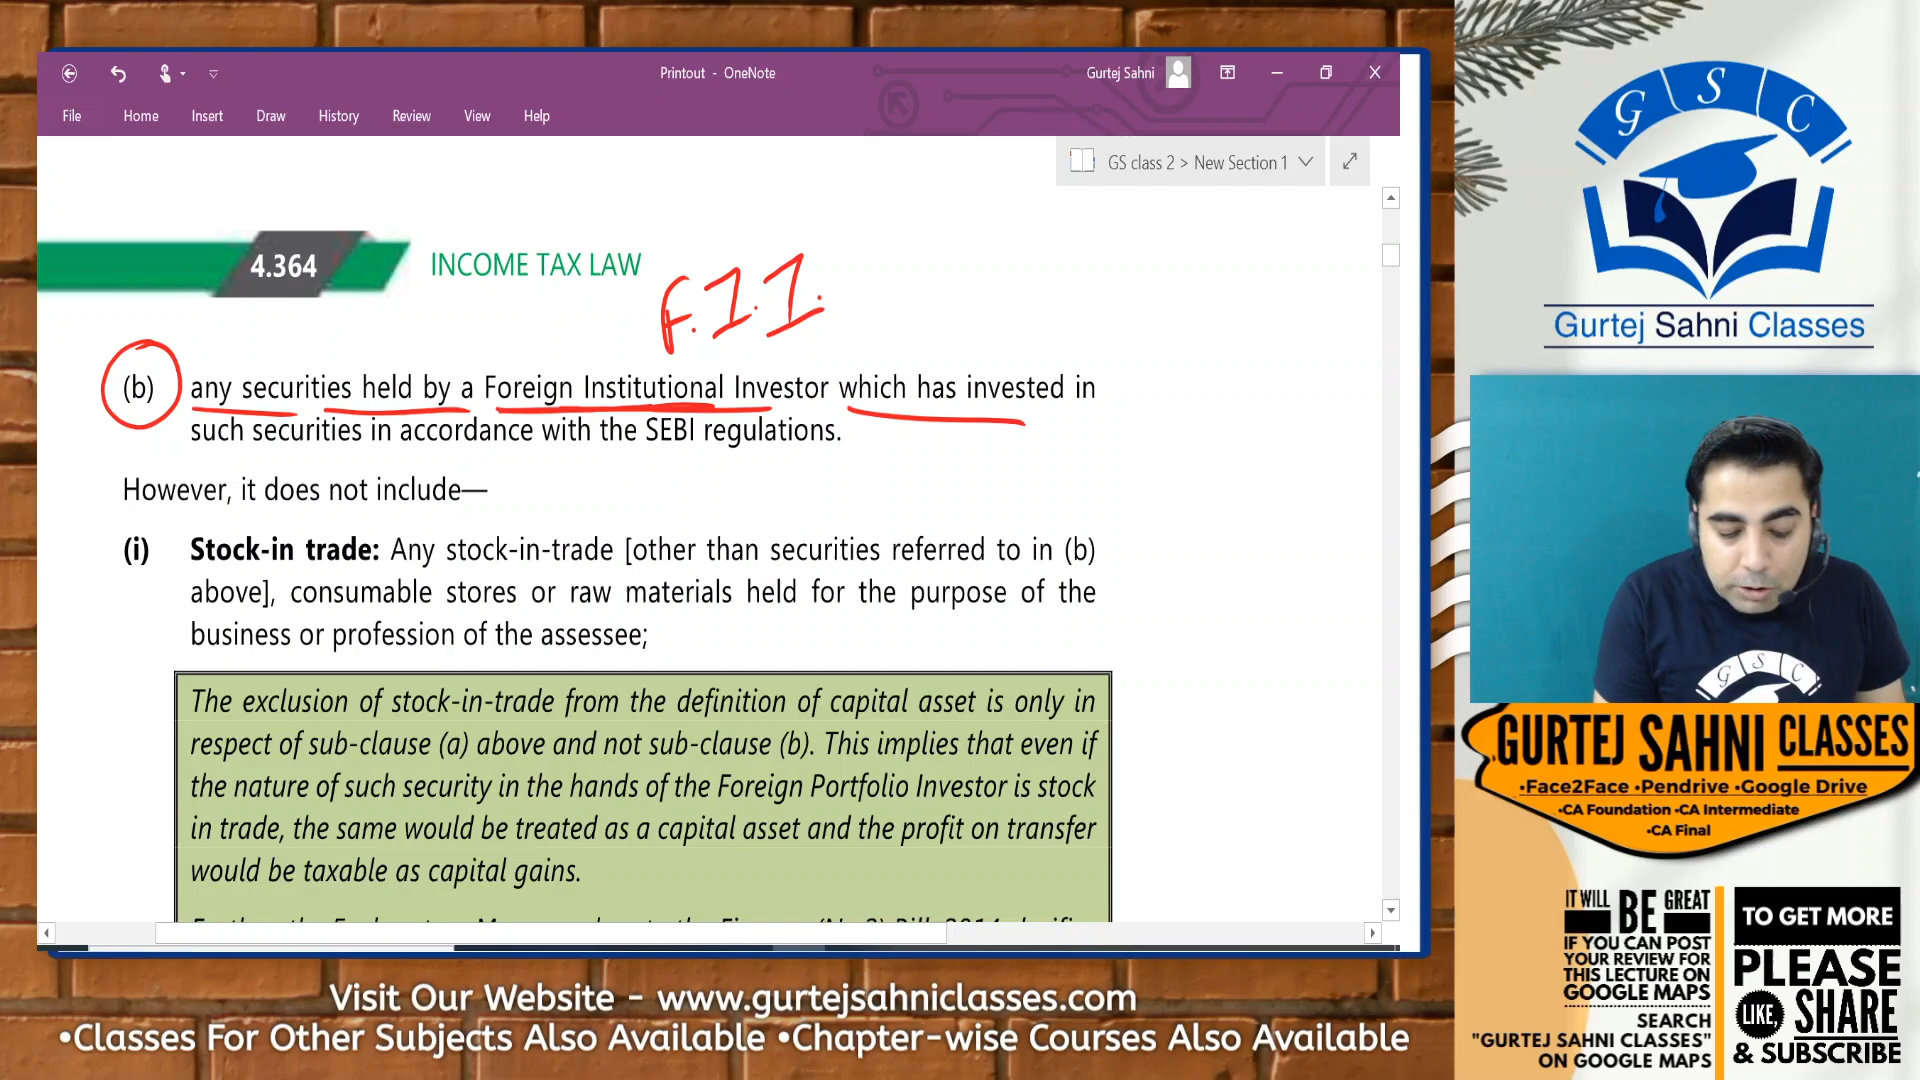 Printout - OneNote
Gurtej Sahni
File Home Insert Draw History Review View Help
GS class 2 > New Section 1
4.364 INCOME TAX LAW
F.I.I.
(b) any securities held by a Foreign Institutional Investor which has invested in
such securities in accordance with the SEBI regulations.
However, it does not include—
(i) Stock-in trade: Any stock-in-trade [other than securities referred to in (b)
above], consumable stores or raw materials held for the purpose of the
business or profession of the assessee;
The exclusion of stock-in-trade from the definition of capital asset is only in
respect of sub-clause (a) above and not sub-clause (b). This implies that even if
the nature of such security in the hands of the Foreign Portfolio Investor is stock
in trade, the same would be treated as a capital asset and the profit on transfer
would be taxable as capital gains.
G S C
Gurtej Sahni Classes
G S C
GURTEJ SAHNI CLASSES
•Face2Face •Pendrive •Google Drive
•CA Foundation •CA Intermediate
•CA Final
IT WILL BE GREAT
IF YOU CAN POST
YOUR REVIEW FOR
THIS LECTURE ON
GOOGLE MAPS
SEARCH
"GURTEJ SAHNI CLASSES"
ON GOOGLE MAPS
TO GET MORE
PLEASE
LIKE, SHARE
& SUBSCRIBE
Visit Our Website - www.gurtejsahniclasses.com
•Classes For Other Subjects Also Available •Chapter-wise Courses Also Available